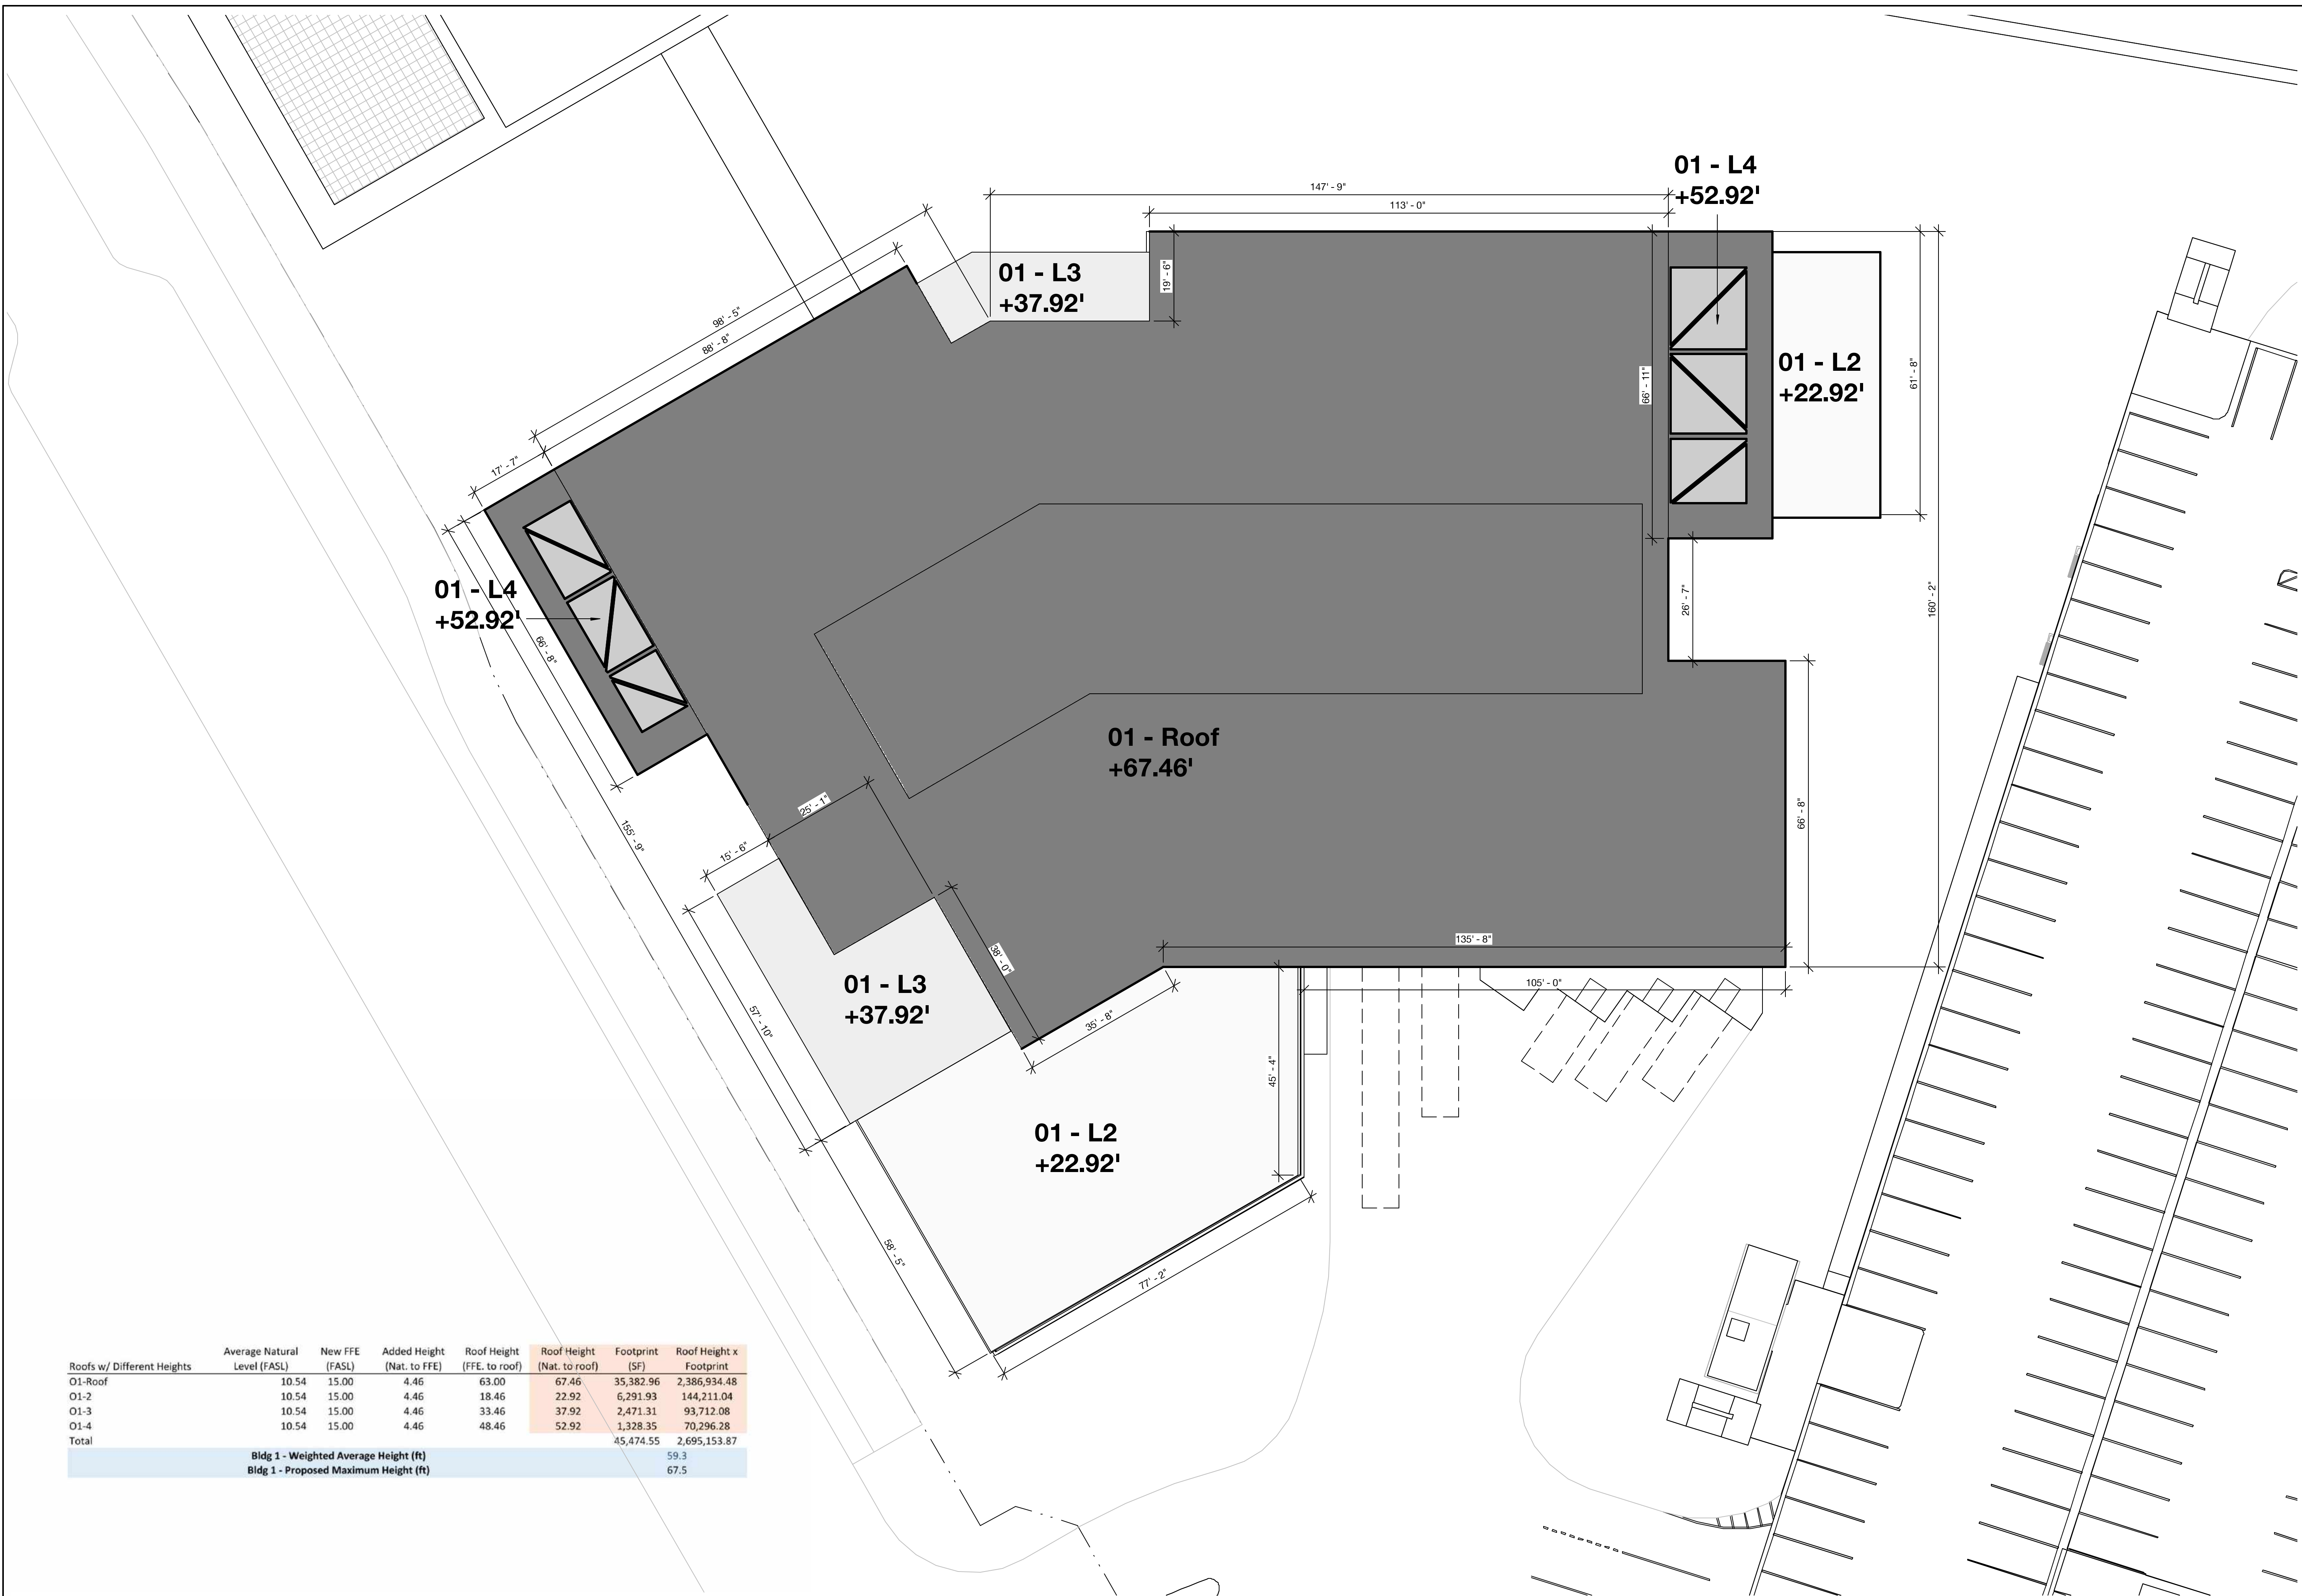 01 - L4
+52.92'
147' - 9"
113' - 0"
01 - L3
+37.92'
19' - 6"
98' - 5"
88' - 8"
66' - 11"
01 - L2
+22.92'
61' - 8"
17' - 7"
01 - L4
+52.92'
66' - 8"
26' - 7"
160' - 2"
01 - Roof
+67.46'
25' - 1"
155' - 9"
15' - 6"
66' - 8"
135' - 8"
38' - 0"
105' - 0"
01 - L3
+37.92'
57' - 10"
35' - 8"
45' - 4"
01 - L2
+22.92'
58' - 5"
77' - 2"
Average Natural New FFE Added Height Roof Height Roof Height Footprint Roof Height x
Roofs w/ Different Heights Level (FASL) (FASL) (Nat. to FFE) (FFE. to roof) (Nat. to roof) (SF) Footprint
O1-Roof 10.54 15.00 4.46 63.00 67.46 35,382.96 2,386,934.48
O1-2 10.54 15.00 4.46 18.46 22.92 6,291.93 144,211.04
O1-3 10.54 15.00 4.46 33.46 37.92 2,471.31 93,712.08
O1-4 10.54 15.00 4.46 48.46 52.92 1,328.35 70,296.28
Total 45,474.55 2,695,153.87
Bldg 1 - Weighted Average Height (ft) 59.3
Bldg 1 - Proposed Maximum Height (ft) 67.5